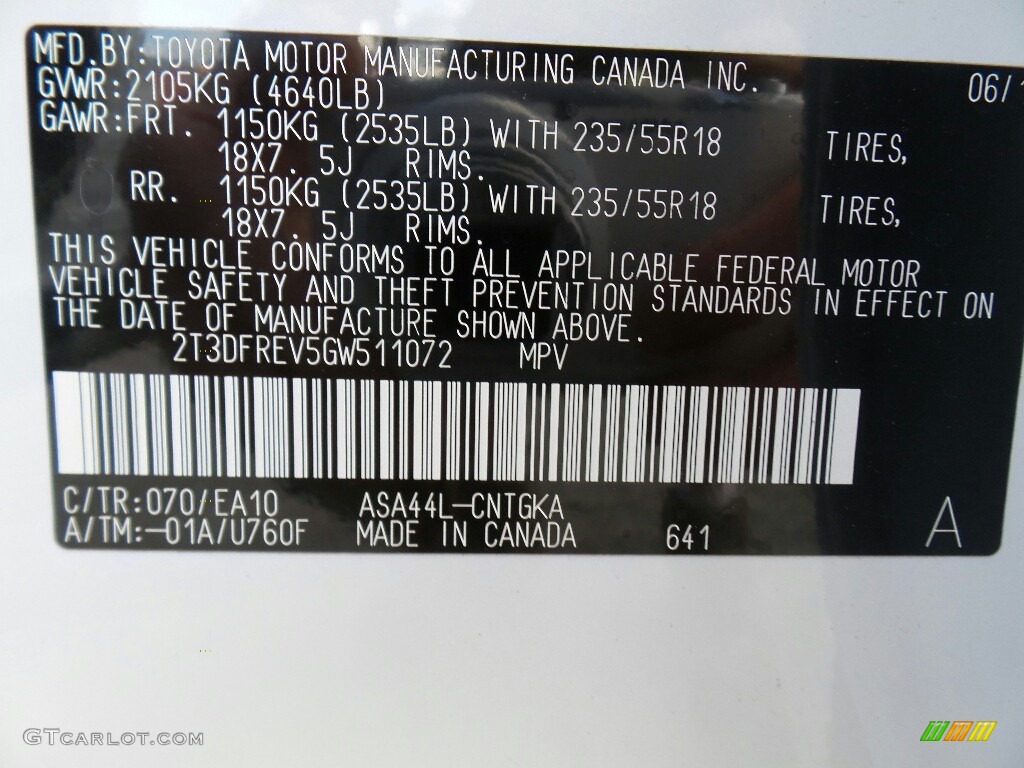 MFD.BY:TOYOTA MOTOR MANUFACTURING CANADA INC. 06/1
GVWR:2105KG (4640LB)
GAWR:FRT. 1150KG (2535LB) WITH 235/55R18 TIRES,
18X7. 5J RIMS.
RR. 1150KG (2535LB) WITH 235/55R18 TIRES,
18X7. 5J RIMS.
THIS VEHICLE CONFORMS TO ALL APPLICABLE FEDERAL MOTOR
VEHICLE SAFETY AND THEFT PREVENTION STANDARDS IN EFFECT ON
THE DATE OF MANUFACTURE SHOWN ABOVE.
2T3DFREV5GW511072 MPV
C/TR:070/EA10 ASA44L-CNTGKA
A/TM:-01A/U760F MADE IN CANADA 641 A
GTCARLOT.COM